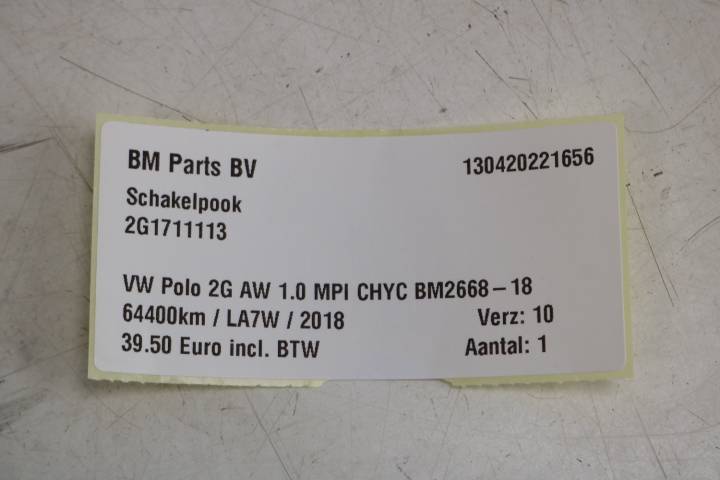 BM Parts BV 130420221656
Schakelpook
2G1711113
VW Polo 2G AW 1.0 MPI CHYC BM2668-18
64400km / LA7W / 2018 Verz: 10
39.50 Euro incl. BTW Aantal: 1